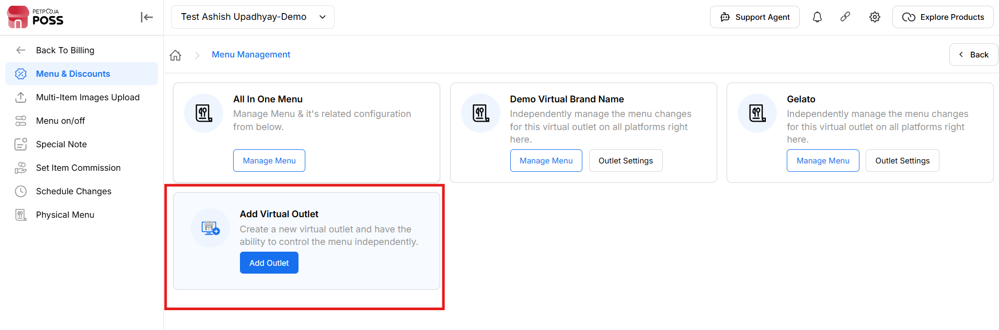 PETPOOJA
POSS
Test Ashish Upadhyay-Demo
Support Agent
Explore Products
Back To Billing
Menu & Discounts
Multi-Item Images Upload
Menu on/off
Special Note
Set Item Commission
Schedule Changes
Physical Menu
Menu Management
Back
All In One Menu
Manage Menu & it's related configuration
from below.
Manage Menu
Demo Virtual Brand Name
Independently manage the menu changes
for this virtual outlet on all platforms right
here.
Manage Menu
Outlet Settings
Gelato
Independently manage the menu changes
for this virtual outlet on all platforms right
here.
Manage Menu
Outlet Settings
Add Virtual Outlet
Create a new virtual outlet and have the
ability to control the menu independently.
Add Outlet